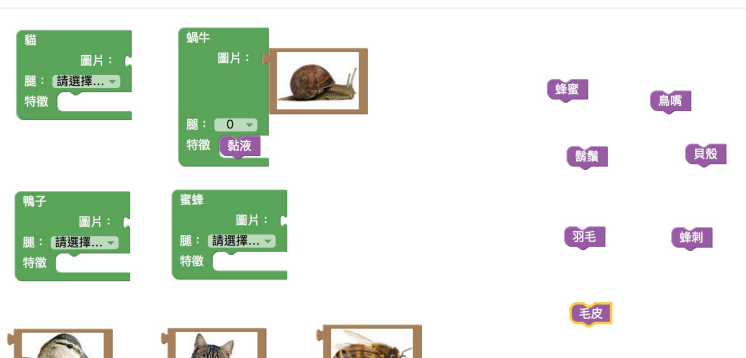 貓
圖片：
腿： 請選擇...
特徵
蝸牛
圖片：
腿： 0
特徵 黏液
鴨子
圖片：
腿： 請選擇...
特徵
蜜蜂
圖片：
腿： 請選擇...
特徵
蜂蜜
鳥嘴
鬍鬚
貝殼
羽毛
蜂刺
毛皮